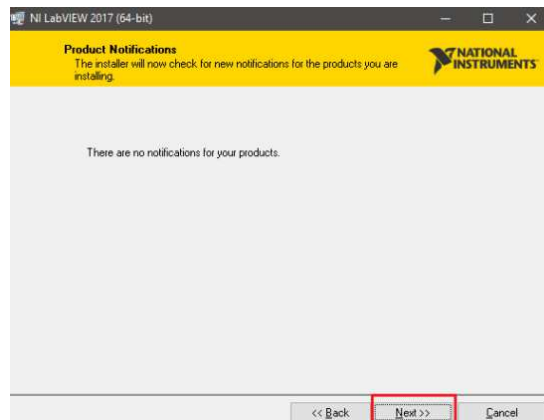 NI LabVIEW 2017 (64-bit)
Product Notifications
The installer will now check for new notifications for the products you are
installing.
NATIONAL
INSTRUMENTS
There are no notifications for your products.
<< Back
Next >>
Cancel